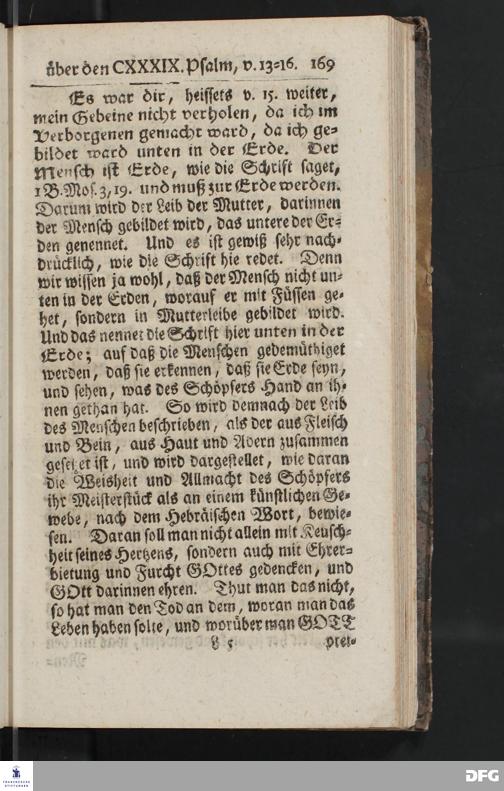 über den CXXXIX. Psalm, v. 13-16. 169
Es war dir, heissets v. 15. weiter,
mein Gebeine nicht verholen, da ich im
Verborgenen gemacht ward, da ich ge-
bildet ward unten in der Erde. Der
Mensch ist Erde, wie die Schrift saget,
1 B. Mos. 3, 19. und muß zur Erde werden.
Darum wird der Leib der Mutter, darinnen
der Mensch gebildet wird, das untere der Er-
den genennet. Und es ist gewiß sehr nach-
drücklich, wie die Schrift hie redet. Denn
wir wissen ja wohl, daß der Mensch nicht un-
ten in der Erden, worauf er mit Füssen ge-
het, sondern in Mutterleibe gebildet wird.
Und das nennet die Schrift hier unten in der
Erde; auf daß die Menschen gedemüthiget
werden, daß sie erkennen, daß sie Erde seyn,
und sehen, was des Schöpfers Hand an ih-
nen gethan hat. So wird demnach der Leib
des Menschen beschrieben, als der aus Fleisch
und Bein, aus Haut und Adern zusammen
gesetzet ist, und wird dargestellet, wie daran
die Weisheit und Allmacht des Schöpfers
ihr Meisterstück als an einem künstlichen Ge-
webe, nach dem Hebräischen Wort, bewie-
sen. Daran soll man nicht allein mit Keusch-
heit seines Hertzens, sondern auch mit Ehrer-
bietung und Furcht GOttes gedencken, und
GOtt darinnen ehren. Thut man das nicht,
so hat man den Tod an dem, woran man das
Leben haben solte, und worüber man GOTT
L 5 prei-
FRANCKESCHE
STIFTUNGEN
DFG